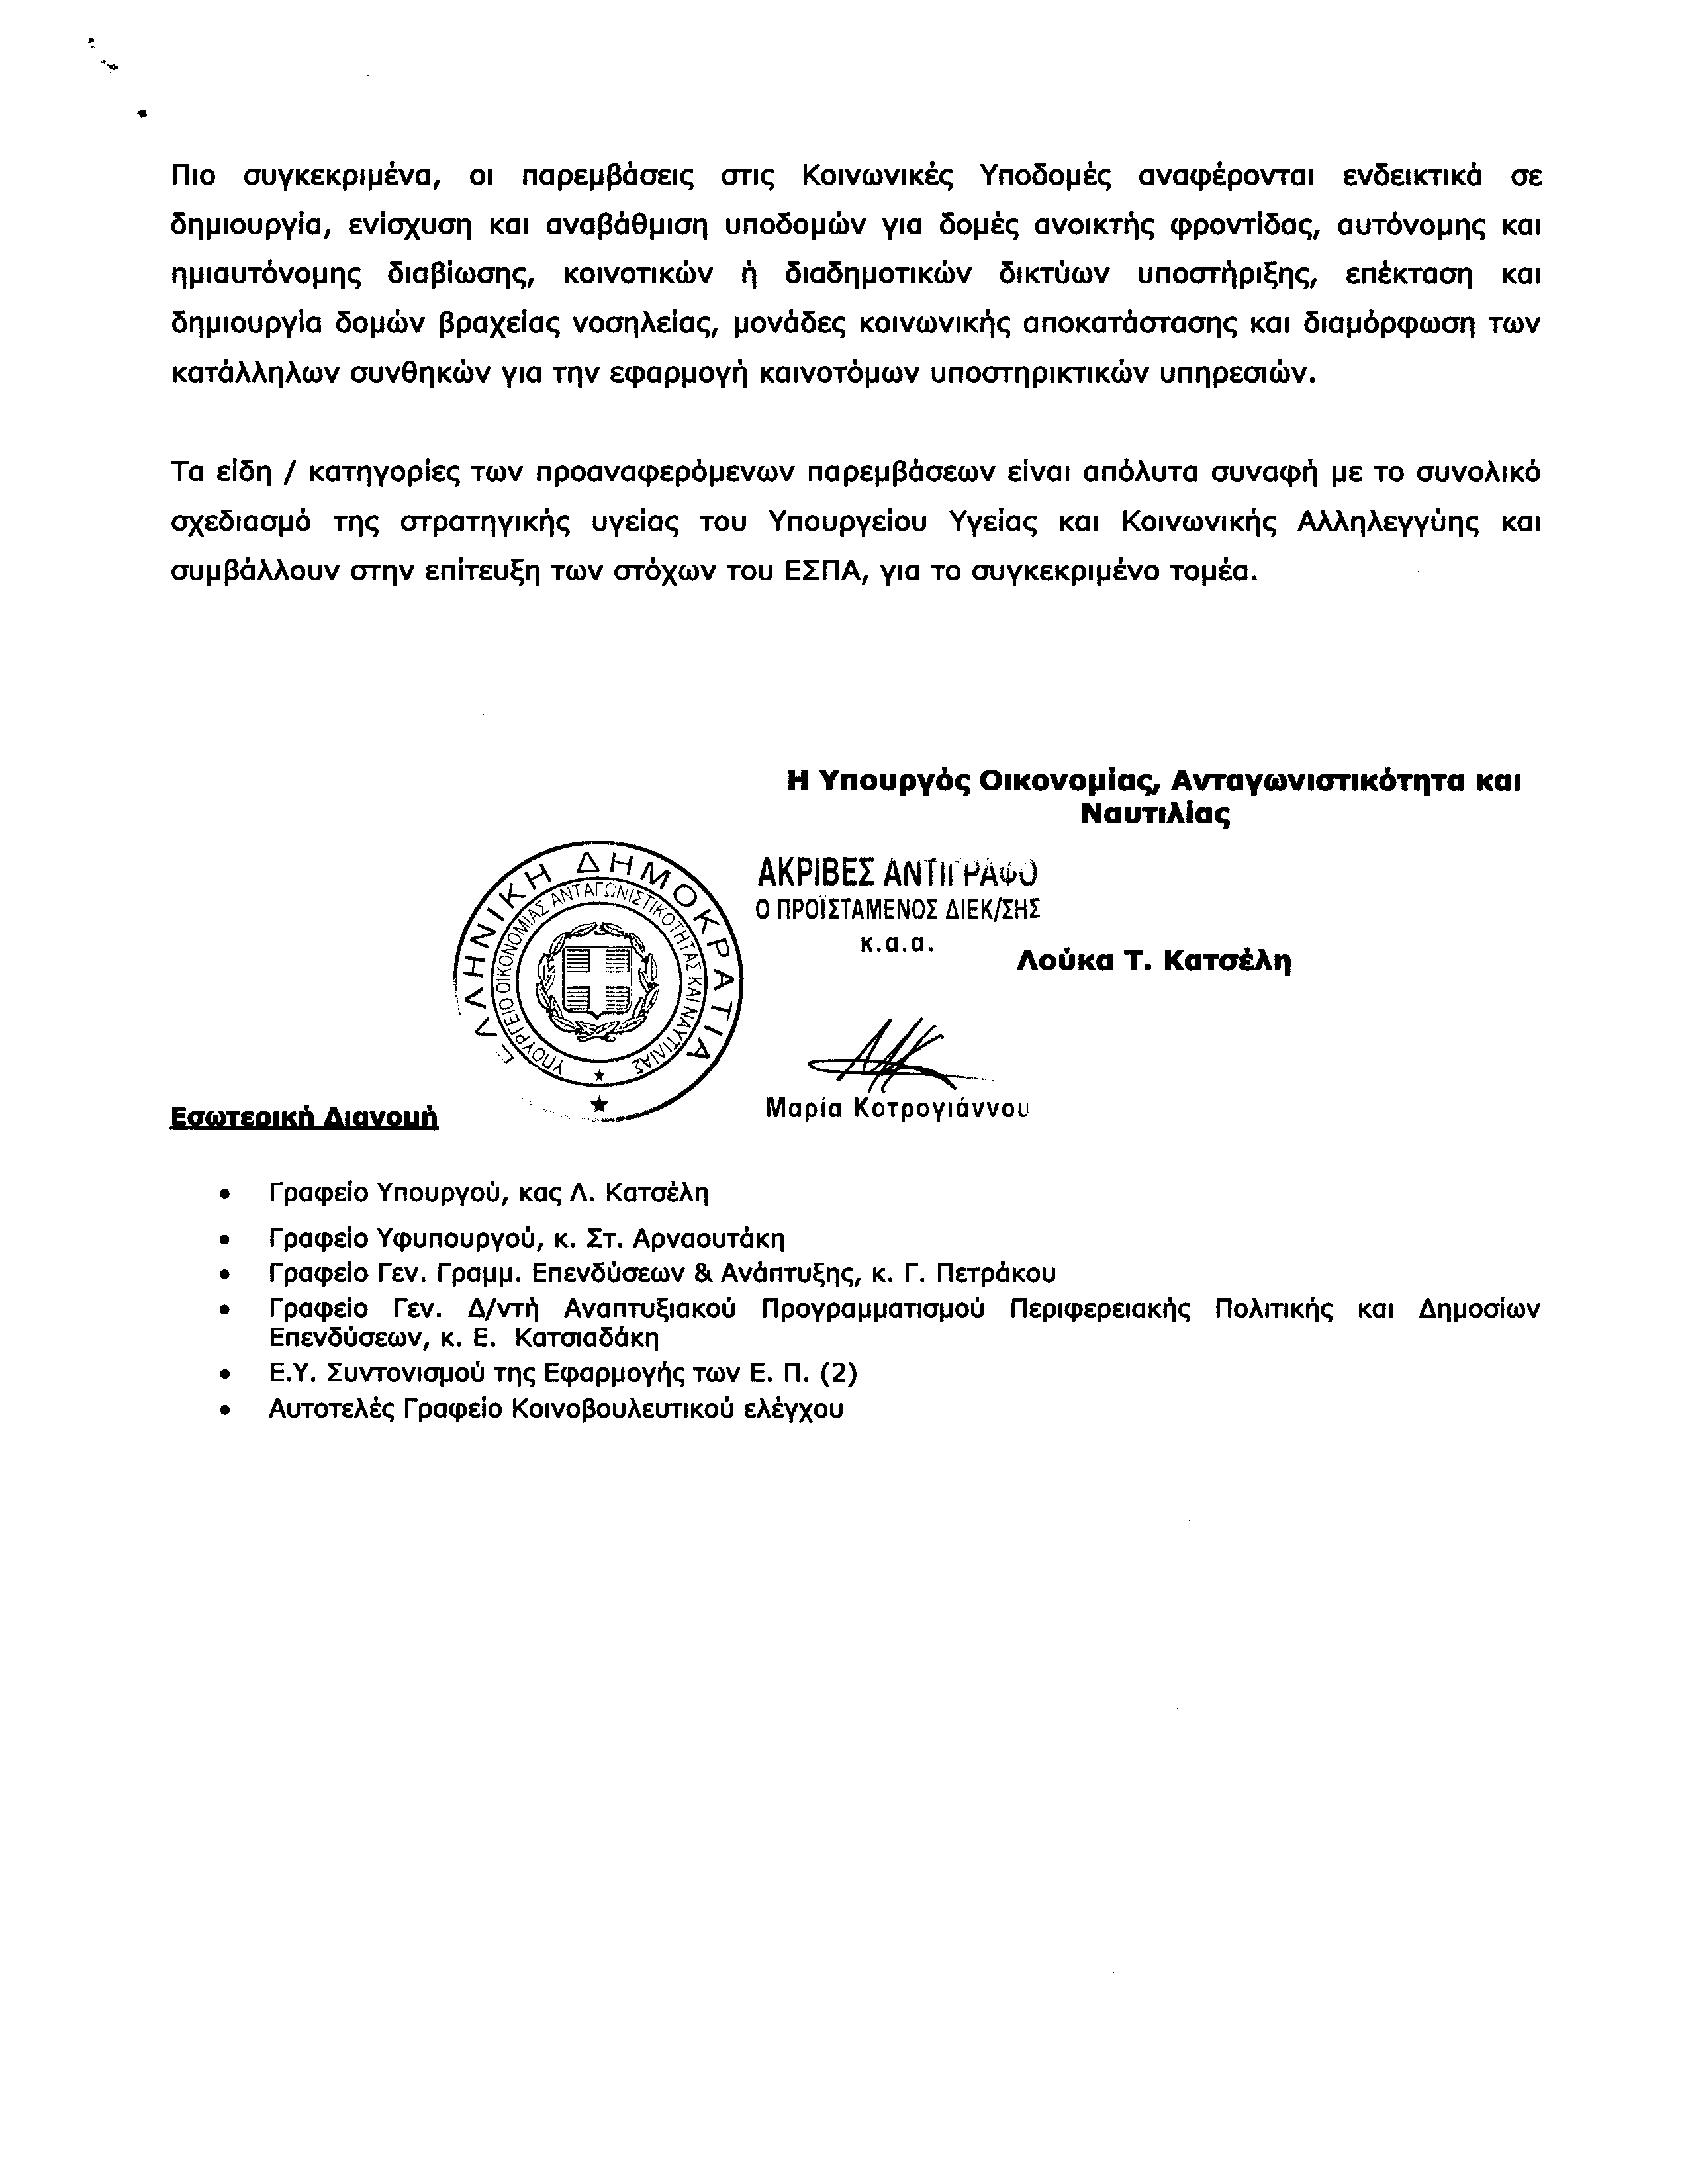 Πιο συγκεκριμένα, οι παρεμβάσεις στις Κοινωνικές Υποδομές αναφέρονται ενδεικτικά σε
δημιουργία, ενίσχυση και αναβάθμιση υποδομών για δομές ανοικτής φροντίδας, αυτόνομης και
ημιαυτόνομης διαβίωσης, κοινοτικών ή διαδημοτικών δικτύων υποστήριξης, επέκταση και
δημιουργία δομών βραχείας νοσηλείας, μονάδες κοινωνικής αποκατάστασης και διαμόρφωση των
κατάλληλων συνθηκών για την εφαρμογή καινοτόμων υποστηρικτικών υπηρεσιών.
Τα είδη / κατηγορίες των προαναφερόμενων παρεμβάσεων είναι απόλυτα συναφή με το συνολικό
σχεδιασμό της στρατηγικής υγείας του Υπουργείου Υγείας και Κοινωνικής Αλληλεγγύης και
συμβάλλουν στην επίτευξη των στόχων του ΕΣΠΑ, για το συγκεκριμένο τομέα.
Η Υπουργός Οικονομίας, Ανταγωνιστικότητα και
Ναυτιλίας
ΕΛΛΗΝΙΚΗ ΔΗΜΟΚΡΑΤΙΑ
ΥΠΟΥΡΓΕΙΟ ΟΙΚΟΝΟΜΙΑΣ ΑΝΤΑΓΩΝΙΣΤΙΚΟΤΗΤΑΣ ΚΑΙ ΝΑΥΤΙΛΙΑΣ
ΑΚΡΙΒΕΣ ΑΝΤΙΓΡΑΦΟ
Ο ΠΡΟΪΣΤΑΜΕΝΟΣ ΔΙΕΚ/ΣΗΣ
κ.α.α.
Λούκα Τ. Κατσέλη
Μαρία Κοτρογιάννου
Εσωτερική Διανομή
• Γραφείο Υπουργού, κας Λ. Κατσέλη
• Γραφείο Υφυπουργού, κ. Στ. Αρναουτάκη
• Γραφείο Γεν. Γραμμ. Επενδύσεων & Ανάπτυξης, κ. Γ. Πετράκου
• Γραφείο Γεν. Δ/ντή Αναπτυξιακού Προγραμματισμού Περιφερειακής Πολιτικής και Δημοσίων
Επενδύσεων, κ. Ε. Κατσιαδάκη
• Ε.Υ. Συντονισμού της Εφαρμογής των Ε. Π. (2)
• Αυτοτελές Γραφείο Κοινοβουλευτικού ελέγχου